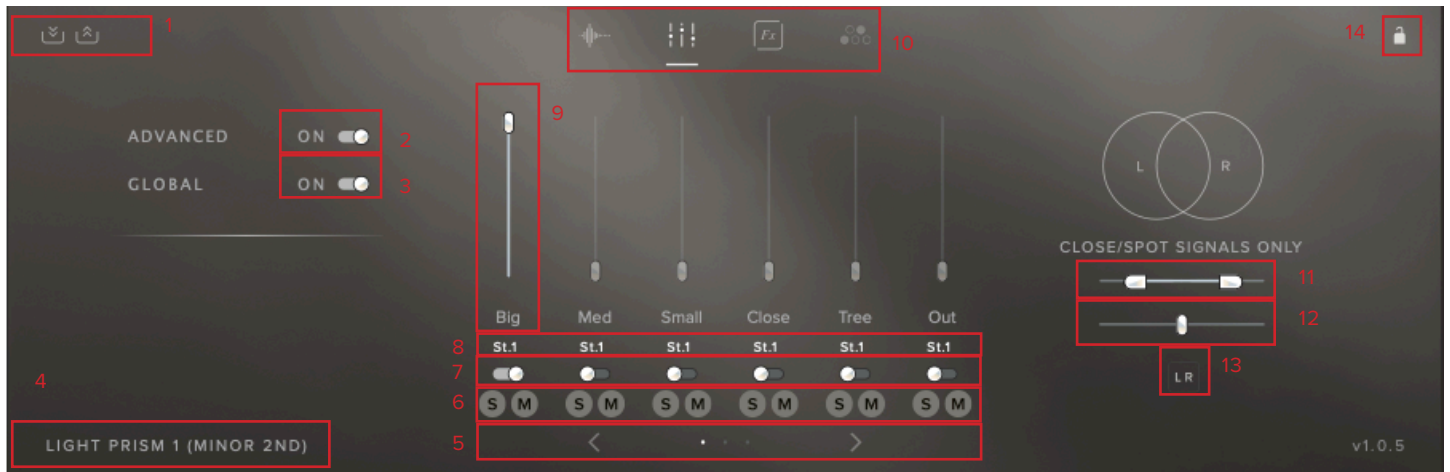 1
10
14
Fx
9
ADVANCED ON 2
GLOBAL ON 3
L R
CLOSE/SPOT SIGNALS ONLY
11
12
Big Med Small Close Tree Out
8 St.1 St.1 St.1 St.1 St.1 St.1
7
13
LR
4
6 S M S M S M S M S M S M
5
LIGHT PRISM 1 (MINOR 2ND)
v1.0.5